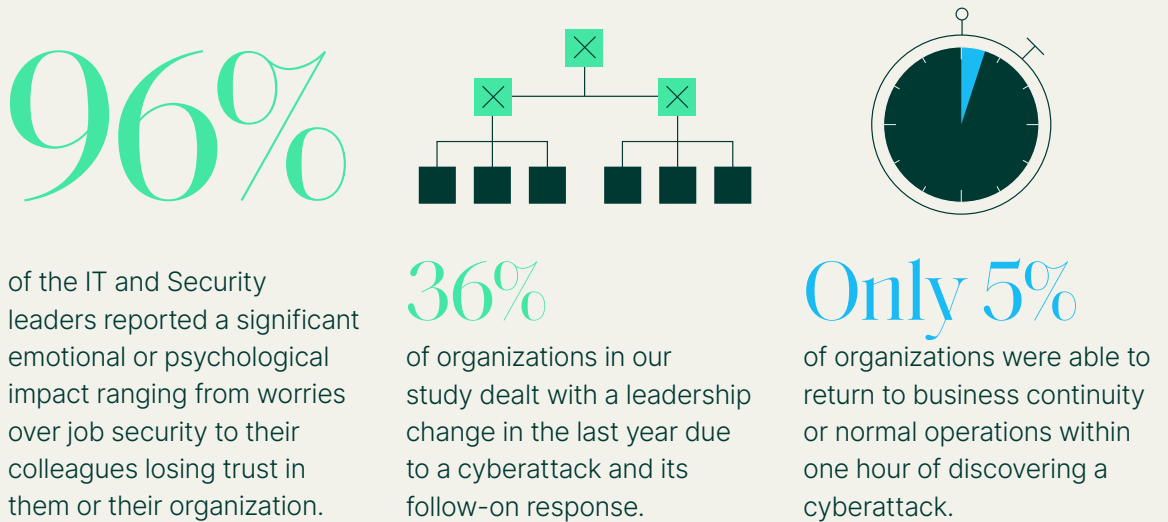 96%
of the IT and Security
leaders reported a significant
emotional or psychological
impact ranging from worries
over job security to their
colleagues losing trust in
them or their organization.
36%
of organizations in our
study dealt with a leadership
change in the last year due
to a cyberattack and its
follow-on response.
Only 5%
of organizations were able to
return to business continuity
or normal operations within
one hour of discovering a
cyberattack.